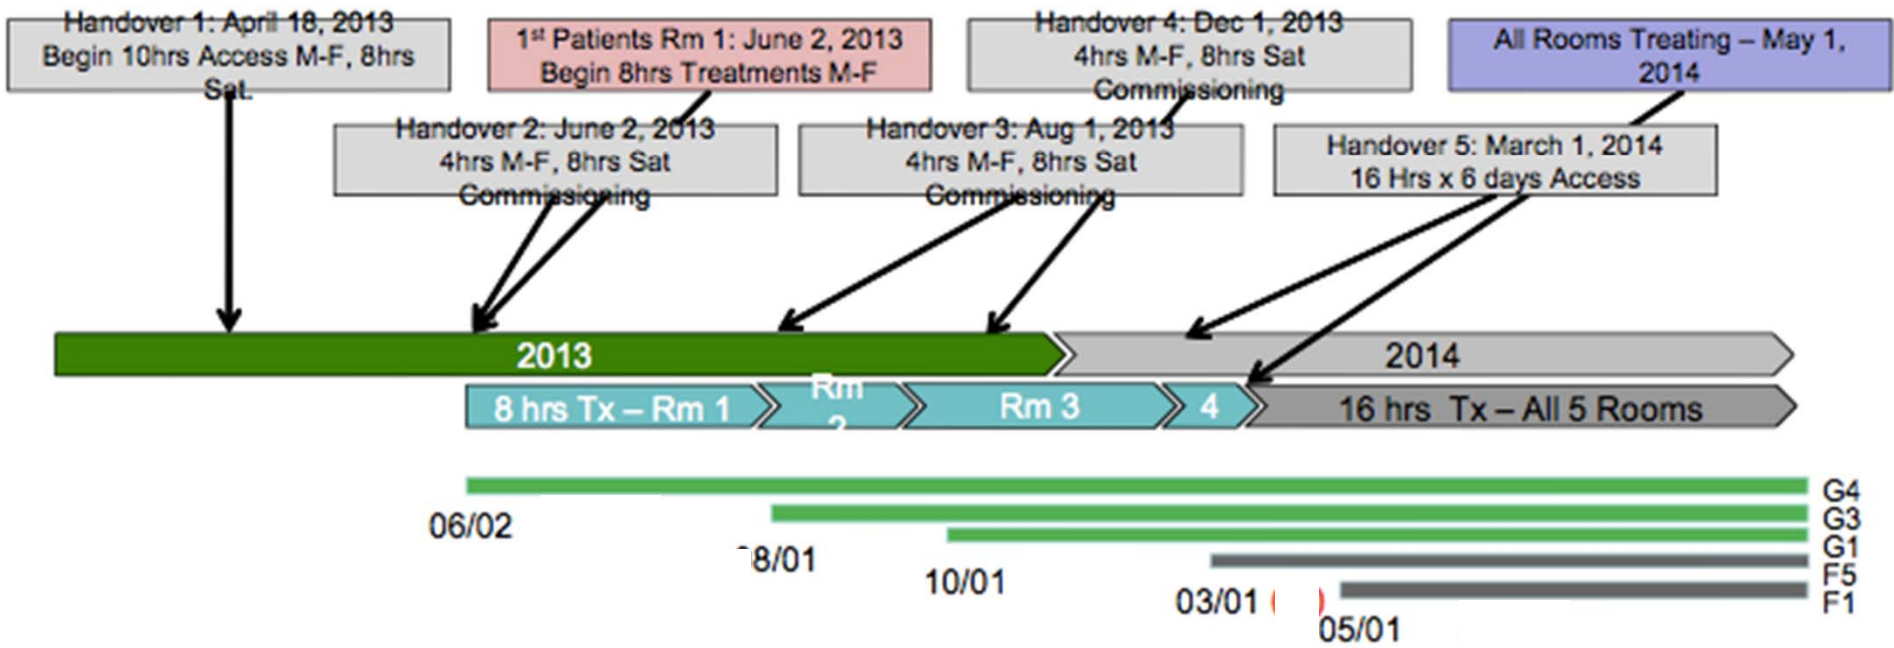 Handover 1: April 18, 2013
Begin 10hrs Access M-F, 8hrs
Sat.
1st Patients Rm 1: June 2, 2013
Begin 8hrs Treatments M-F
Handover 4: Dec 1, 2013
4hrs M-F, 8hrs Sat
Commissioning
All Rooms Treating – May 1,
2014
Handover 2: June 2, 2013
4hrs M-F, 8hrs Sat
Commissioning
Handover 3: Aug 1, 2013
4hrs M-F, 8hrs Sat
Commissioning
Handover 5: March 1, 2014
16 Hrs x 6 days Access
2013
2014
8 hrs Tx – Rm 1
Rm
2
Rm 3
4
16 hrs Tx – All 5 Rooms
G4
G3
G1
F5
F1
06/02
8/01
10/01
03/01
05/01